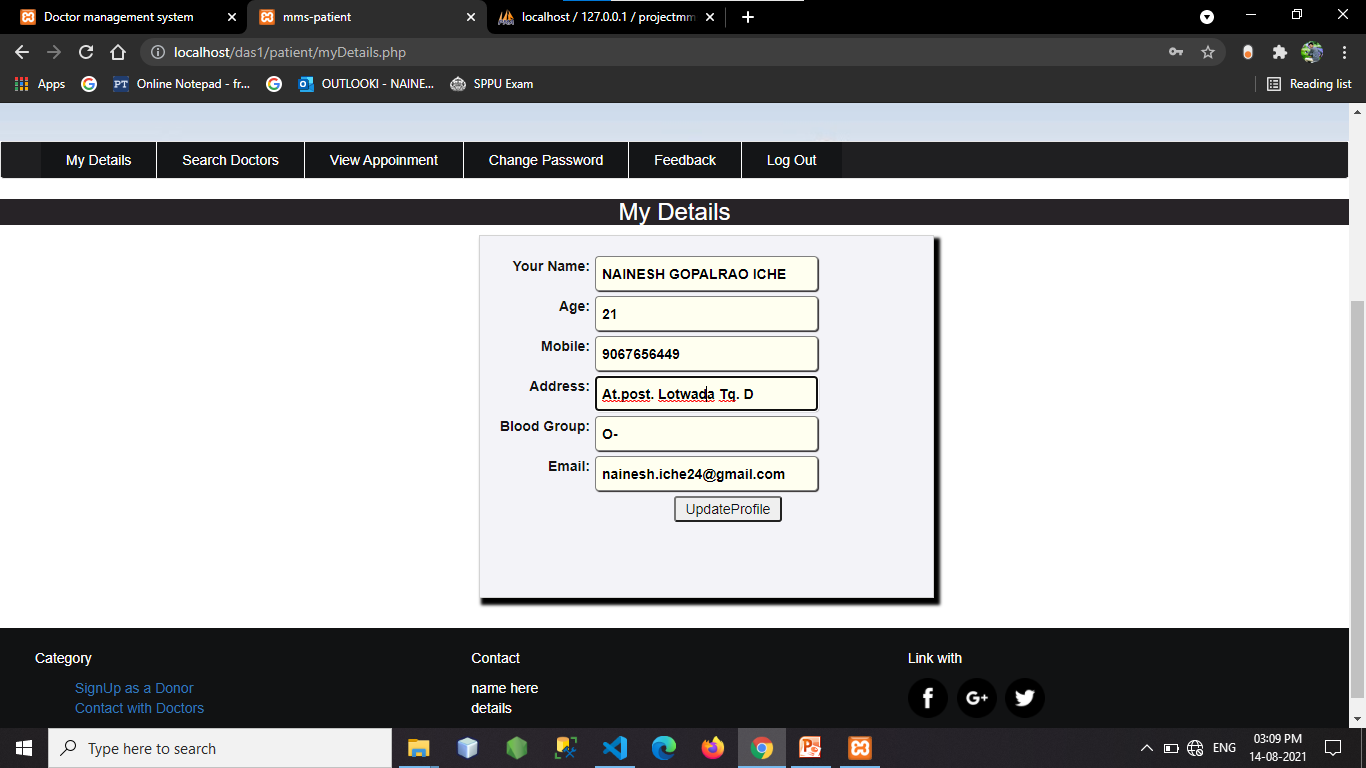 Doctor management system
mms-patient
localhost / 127.0.0.1 / projectmm
localhost/das1/patient/myDetails.php
Apps
PT Online Notepad - fr...
OUTLOOKI - NAINE...
SPPU Exam
Reading list
My Details
Search Doctors
View Appoinment
Change Password
Feedback
Log Out
My Details
Your Name: NAINESH GOPALRAO ICHE
Age: 21
Mobile: 9067656449
Address: At.post. Lotwada Tq. D
Blood Group: O-
Email: nainesh.iche24@gmail.com
UpdateProfile
Category
SignUp as a Donor
Contact with Doctors
Contact
name here
details
Link with
f G+
Type here to search
ENG
03:09 PM
14-08-2021